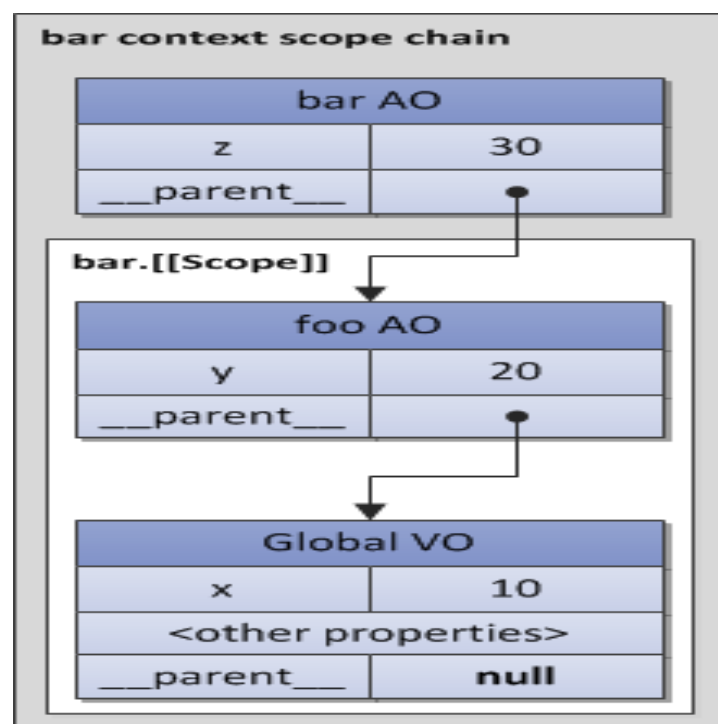 bar context scope chain
bar AO
z 30
__parent__
bar.[[Scope]]
foo AO
y 20
__parent__
Global VO
x 10
<other properties>
__parent__ null